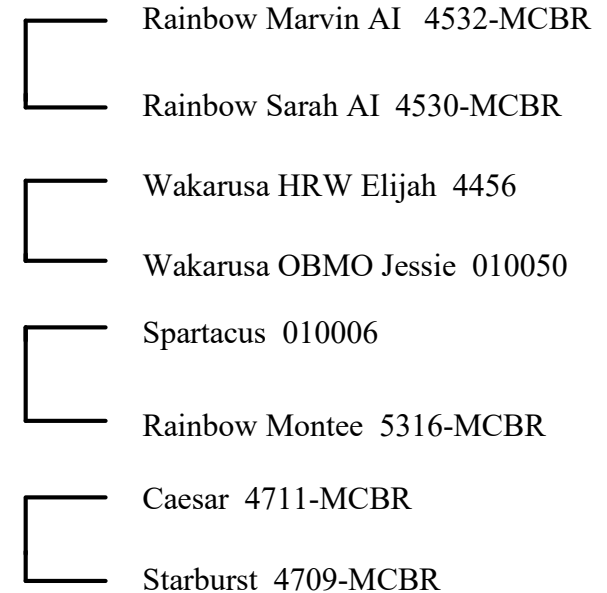 Rainbow Marvin AI 4532-MCBR
Rainbow Sarah AI 4530-MCBR
Wakarusa HRW Elijah 4456
Wakarusa OBMO Jessie 010050
Spartacus 010006
Rainbow Montee 5316-MCBR
Caesar 4711-MCBR
Starburst 4709-MCBR